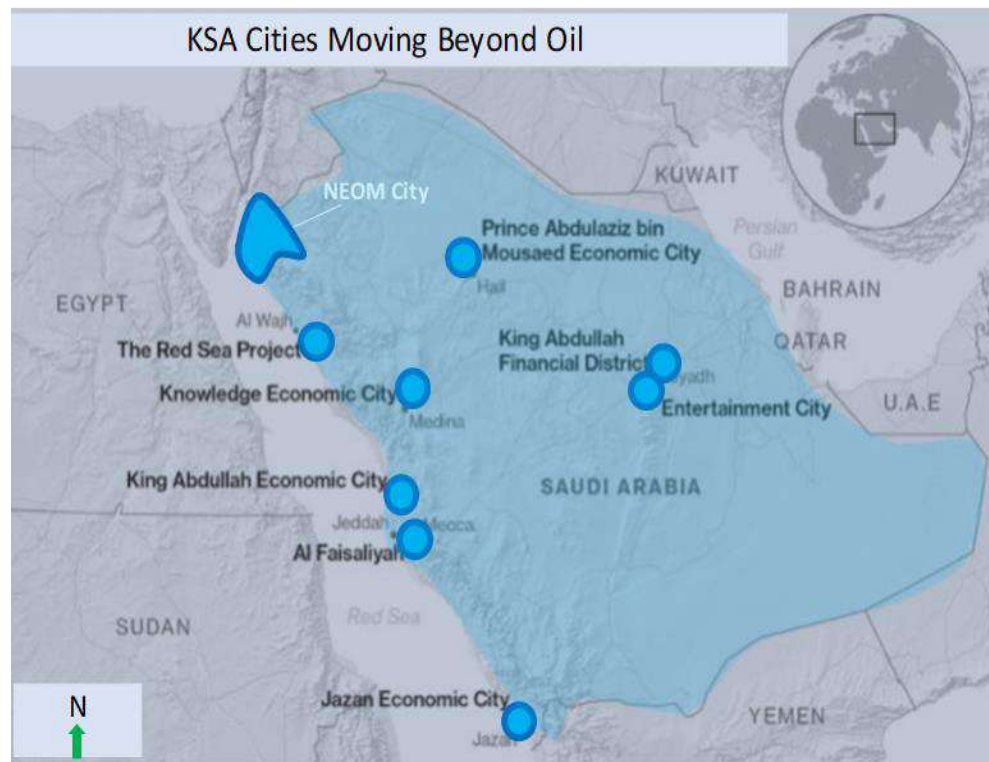 KSA Cities Moving Beyond Oil
NEOM City
KUWAIT
Prince Abdulaziz bin
Mousaed Economic City
Persian
Gulf
Hail
BAHRAIN
EGYPT
Al Wajh
The Red Sea Project
King Abdullah
Financial District
QATAR
Knowledge Economic City
yadh
Entertainment City
U.A.E
Medina
King Abdullah Economic City
SAUDI ARABIA
Jeddah
Mecca
Al Faisaliyah
Red Sea
SUDAN
Jazan Economic City
N
YEMEN
Jazan